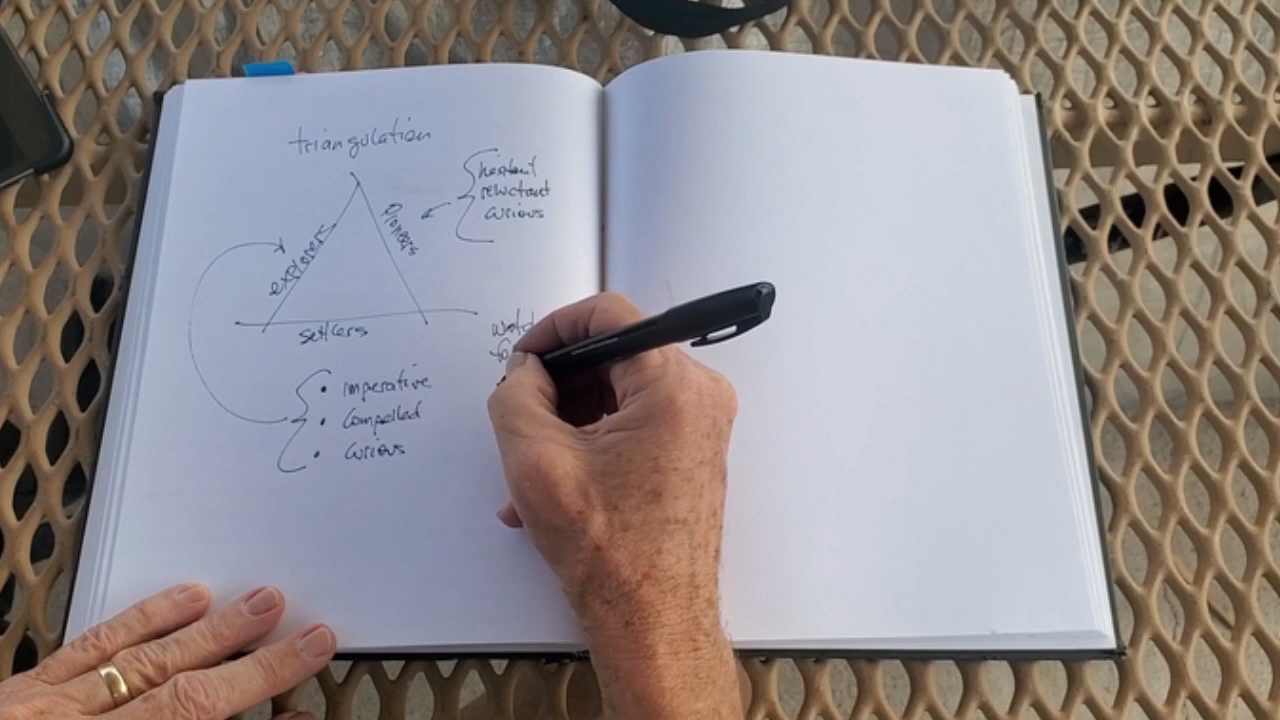 triangulation
hesitant
reluctant
curious
pioneers
explorers
settlers
• imperative
• compelled
• curious